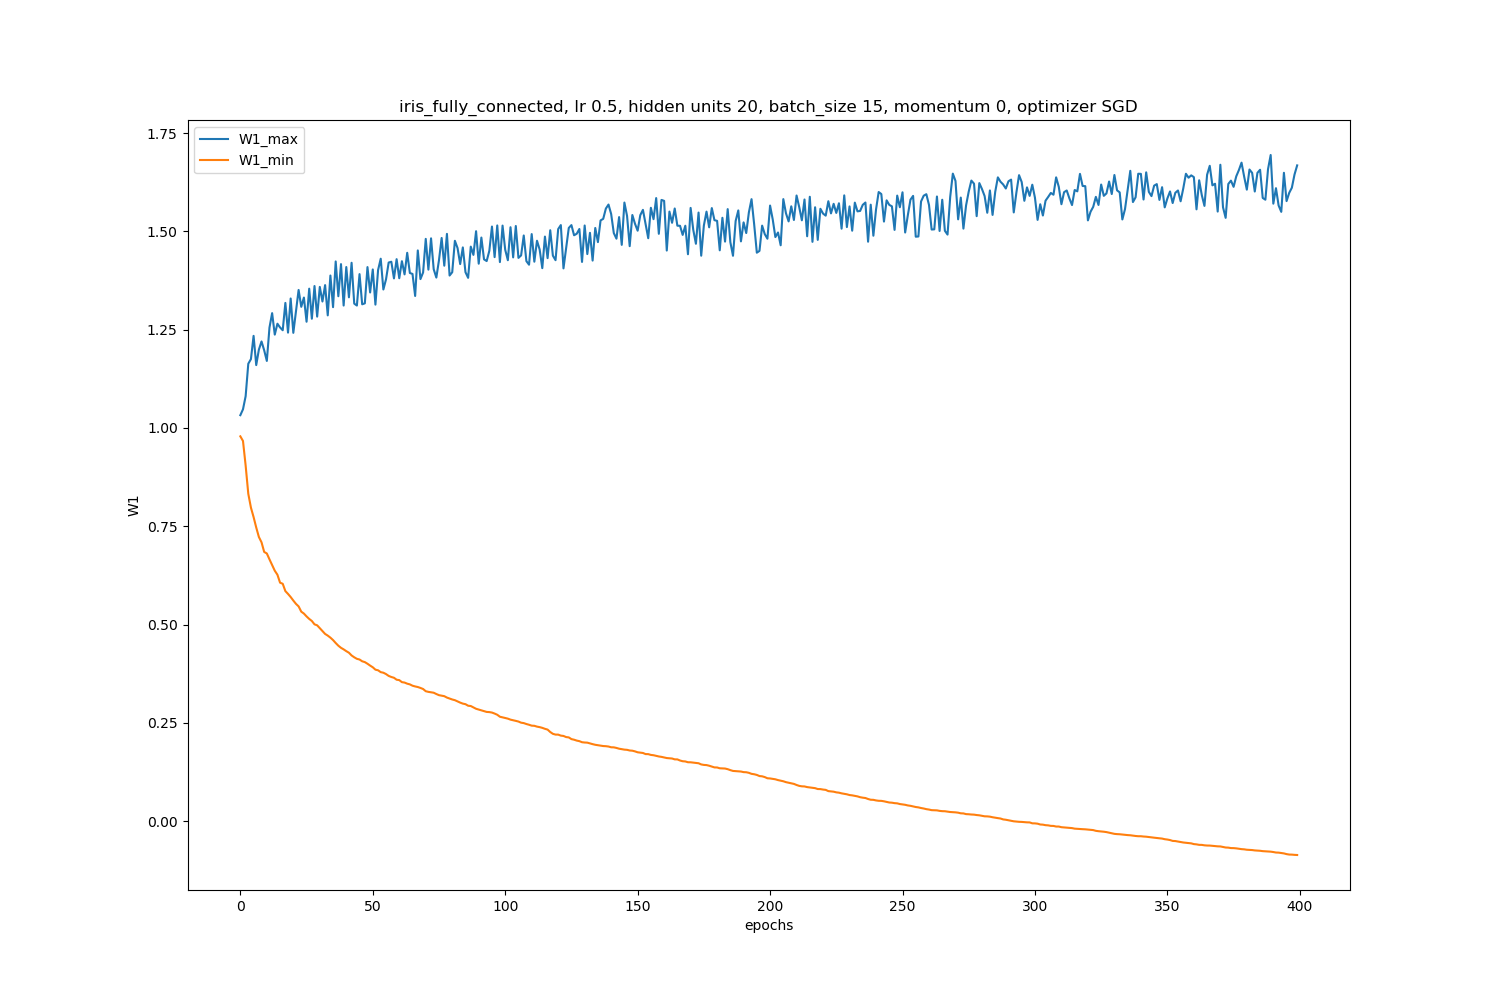 iris_fully_connected, lr 0.5, hidden units 20, batch_size 15, momentum 0, optimizer SGD
W1_max
W1_min
1.75
1.50
1.25
1.00
0.75
0.50
0.25
0.00
W1
0 50 100 150 200 250 300 350 400
epochs